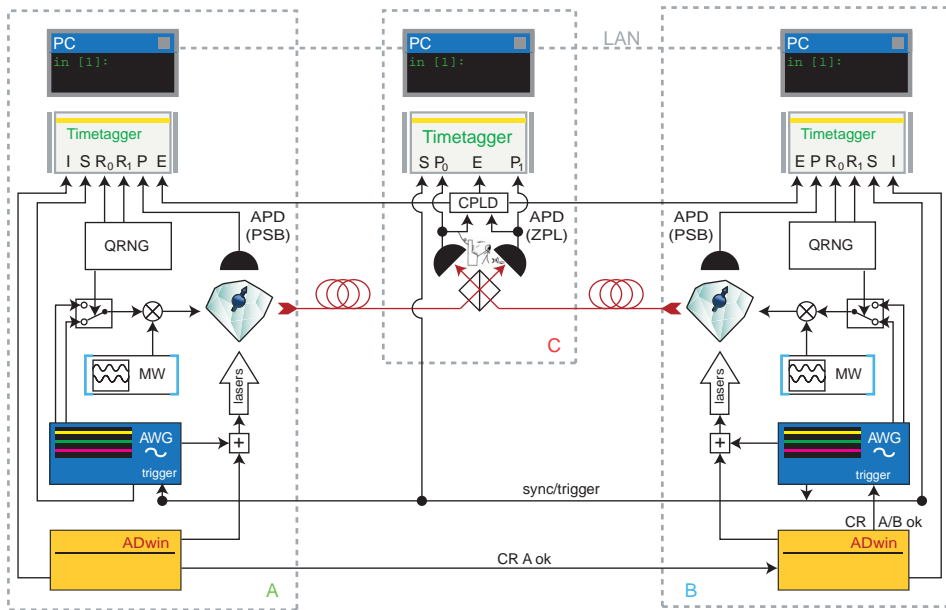 PC
PC
LAN
PC
in [1]:
in [1]:
in [1]:
Timetagger
Timetagger
Timetagger
I S R0 R1 P E
S P0 E P1
E P R0 R1 S I
CPLD
APD
(PSB)
APD
(ZPL)
APD
(PSB)
QRNG
QRNG
C
MW
MW
lasers
lasers
AWG
trigger
AWG
trigger
sync/trigger
CR A/B ok
ADwin
ADwin
CR A ok
A
B